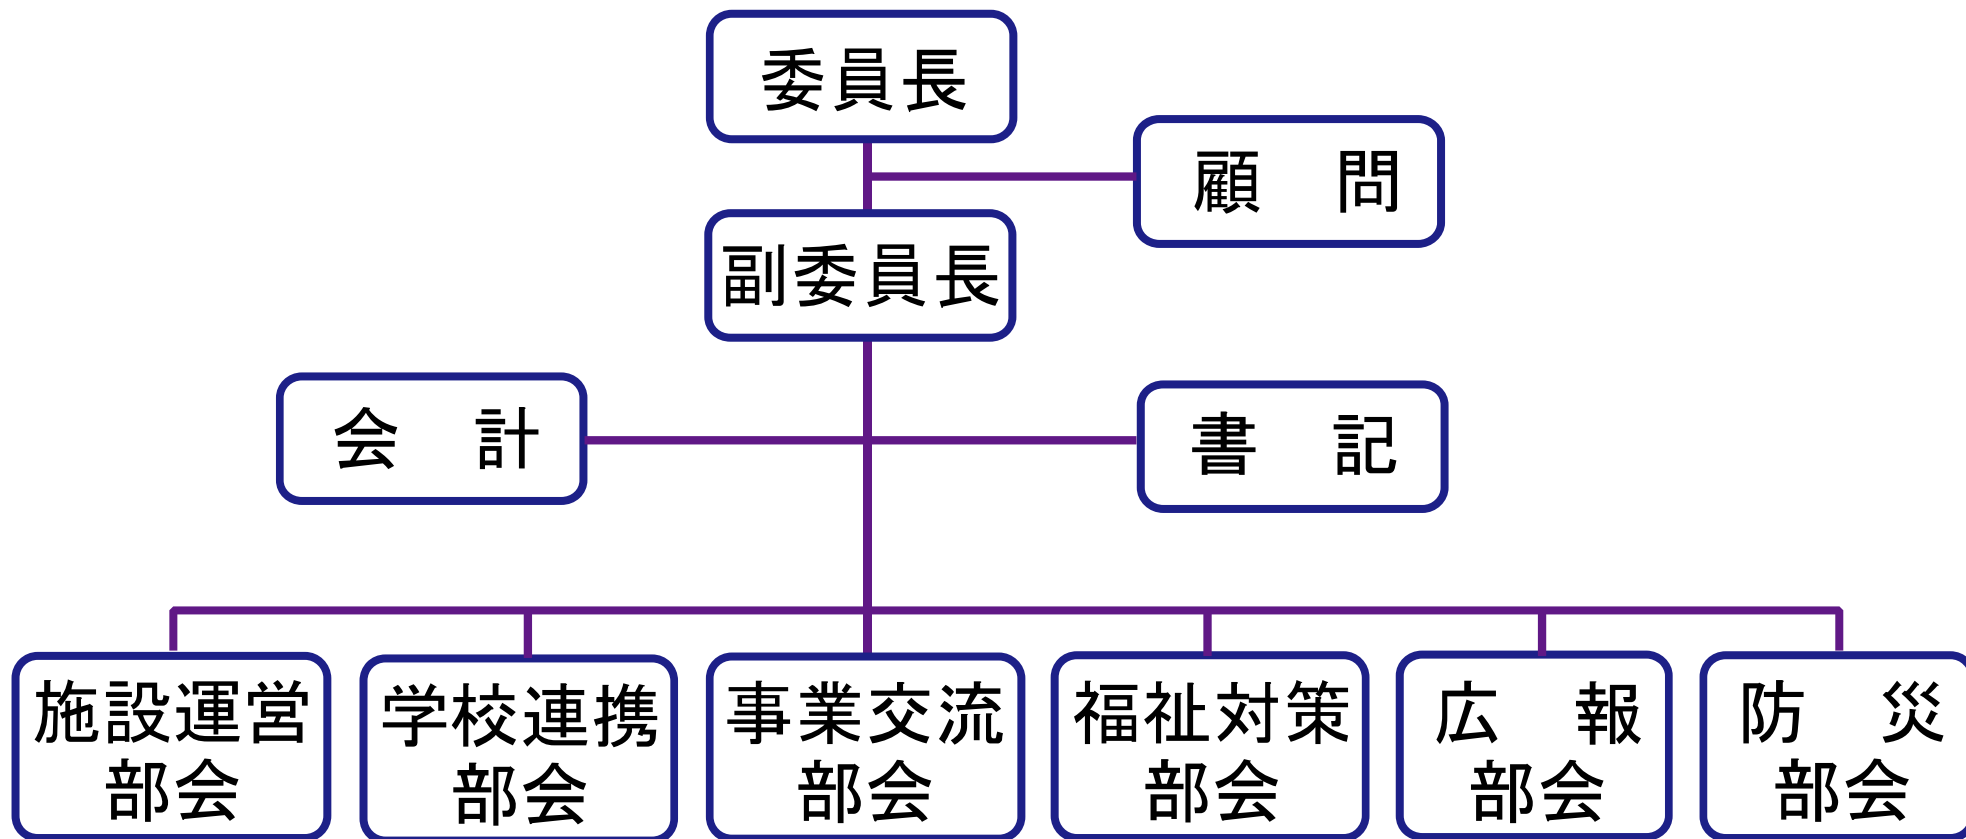 委員長
顧　問
副委員長
会　計
書　記
施設運営
部会
学校連携
部会
事業交流
部会
福祉対策
部会
広　報
部会
防　災
部会